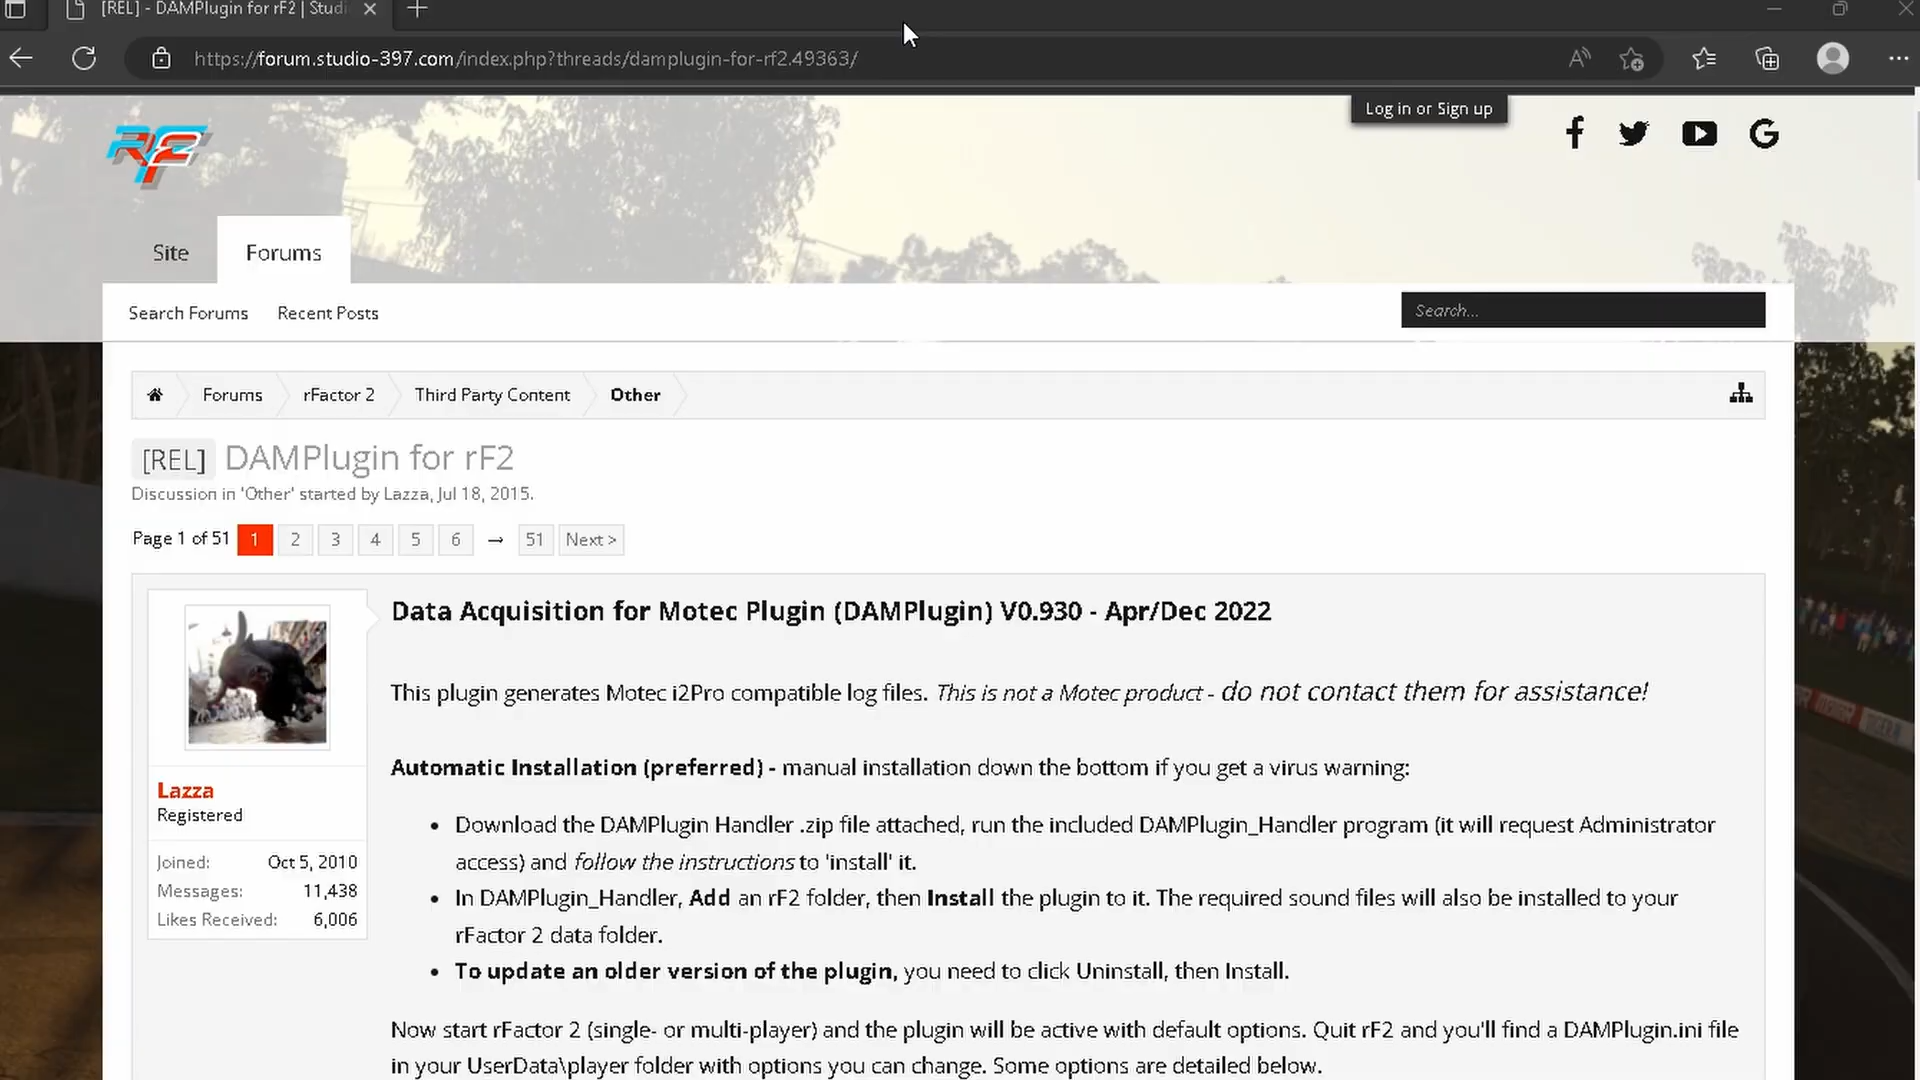 [REL] - DAMPlugin for rF2 | Studi
https://forum.studio-397.com/index.php?threads/damplugin-for-rf2.49363/
Log in or Sign up
RF2
Site
Forums
Search Forums
Recent Posts
Search...
Forums
rFactor 2
Third Party Content
Other
[REL] DAMPlugin for rF2
Discussion in 'Other' started by Lazza, Jul 18, 2015.
Page 1 of 51 1 2 3 4 5 6 → 51 Next >
Data Acquisition for Motec Plugin (DAMPlugin) V0.930 - Apr/Dec 2022
This plugin generates Motec i2Pro compatible log files. This is not a Motec product - do not contact them for assistance!
Automatic Installation (preferred) - manual installation down the bottom if you get a virus warning:
Lazza
Registered
Joined: Oct 5, 2010
Messages: 11,438
Likes Received: 6,006
• Download the DAMPlugin Handler .zip file attached, run the included DAMPlugin_Handler program (it will request Administrator
access) and follow the instructions to 'install' it.
• In DAMPlugin_Handler, Add an rF2 folder, then Install the plugin to it. The required sound files will also be installed to your
rFactor 2 data folder.
• To update an older version of the plugin, you need to click Uninstall, then Install.
Now start rFactor 2 (single- or multi-player) and the plugin will be active with default options. Quit rF2 and you'll find a DAMPlugin.ini file
in your UserData\player folder with options you can change. Some options are detailed below.